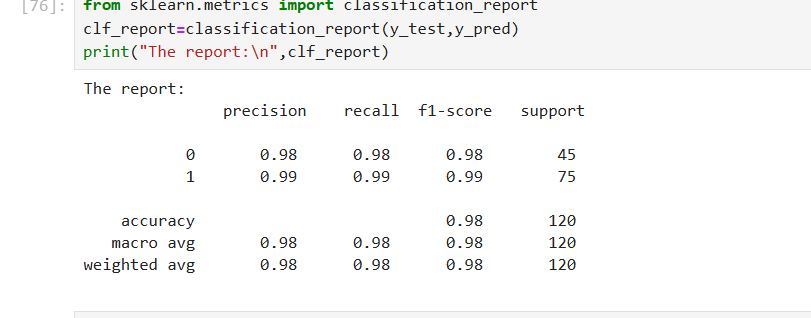 [76]: from sklearn.metrics import classification_report
clf_report=classification_report(y_test,y_pred)
print("The report:\n",clf_report)
The report:
precision recall f1-score support
0 0.98 0.98 0.98 45
1 0.99 0.99 0.99 75
accuracy 0.98 120
macro avg 0.98 0.98 0.98 120
weighted avg 0.98 0.98 0.98 120